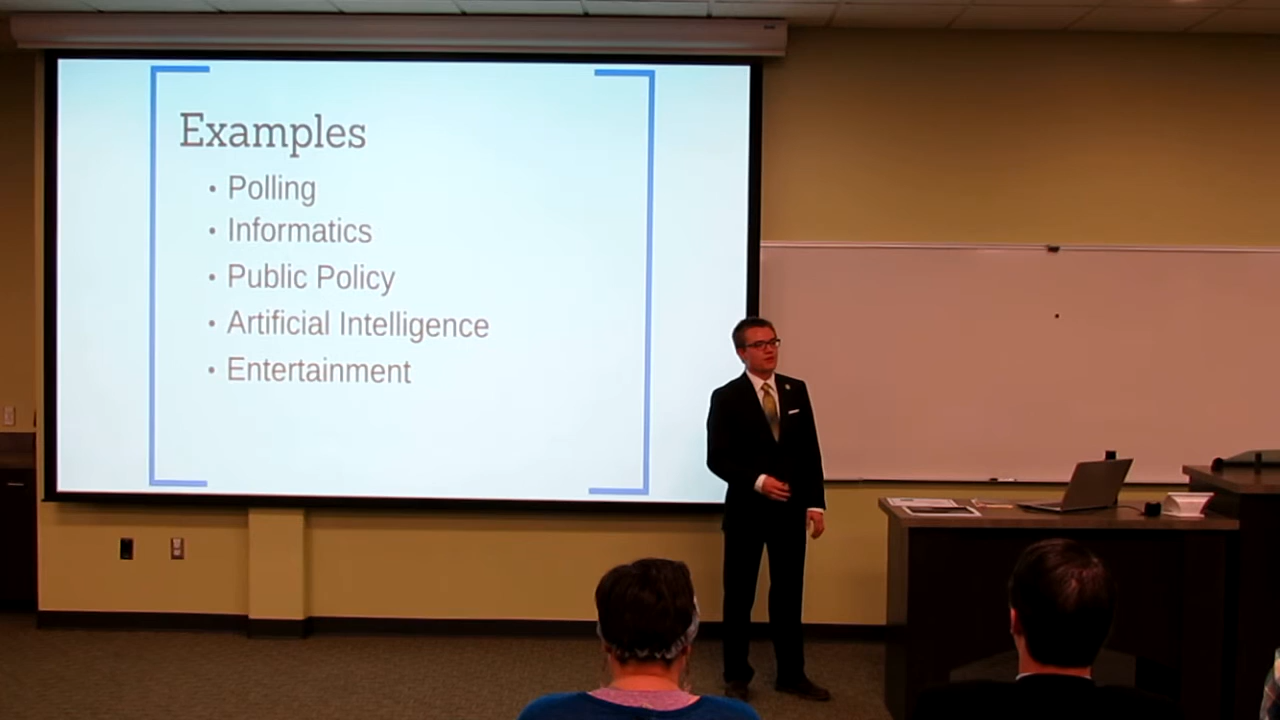 Examples
• Polling
• Informatics
• Public Policy
• Artificial Intelligence
• Entertainment